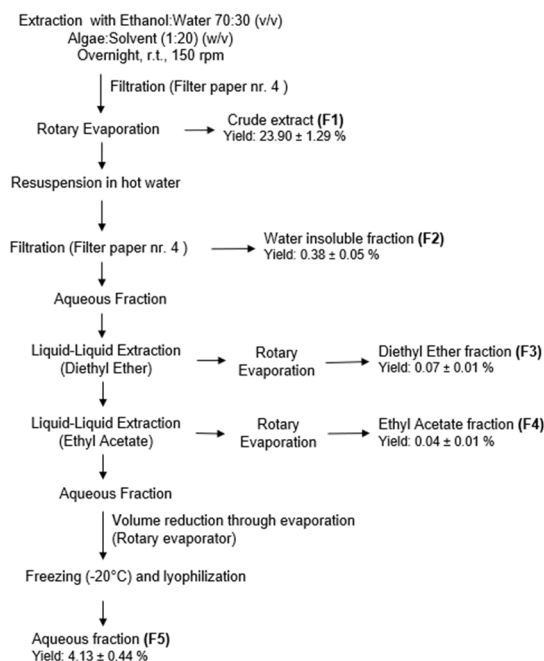 Extraction with Ethanol:Water 70:30 (v/v)
Algae:Solvent (1:20) (w/v)
Overnight, r.t., 150 rpm
Filtration (Filter paper nr. 4 )
Rotary Evaporation
Crude extract (F1)
Yield: 23.90 ± 1.29 %
Resuspension in hot water
Filtration (Filter paper nr. 4 )
Water insoluble fraction (F2)
Yield: 0.38 ± 0.05 %
Aqueous Fraction
Liquid-Liquid Extraction
(Diethyl Ether)
Rotary
Evaporation
Diethyl Ether fraction (F3)
Yield: 0.07 ± 0.01 %
Liquid-Liquid Extraction
(Ethyl Acetate)
Rotary
Evaporation
Ethyl Acetate fraction (F4)
Yield: 0.04 ± 0.01 %
Aqueous Fraction
Volume reduction through evaporation
(Rotary evaporator)
Freezing (-20°C) and lyophilization
Aqueous fraction (F5)
Yield: 4.13 ± 0.44 %